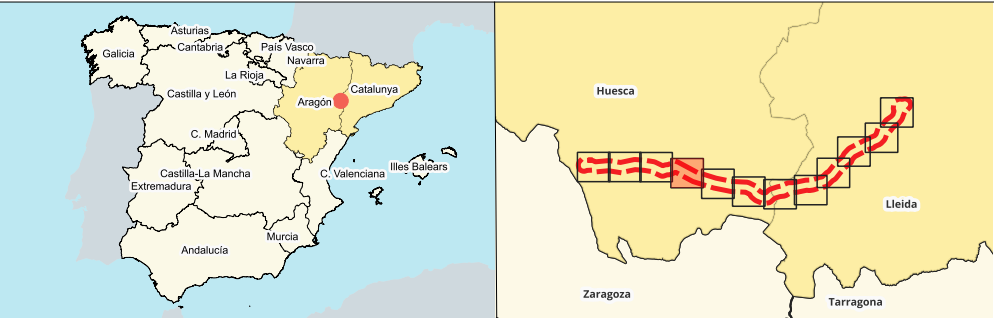 Asturias
Cantabria
País Vasco
Galicia
Navarra
La Rioja
Catalunya
Castilla y León
Aragón
C. Madrid
Castilla-La Mancha
C. Valenciana
Illes Balears
Extremadura
Murcia
Andalucía
Huesca
Lleida
Zaragoza
Tarragona